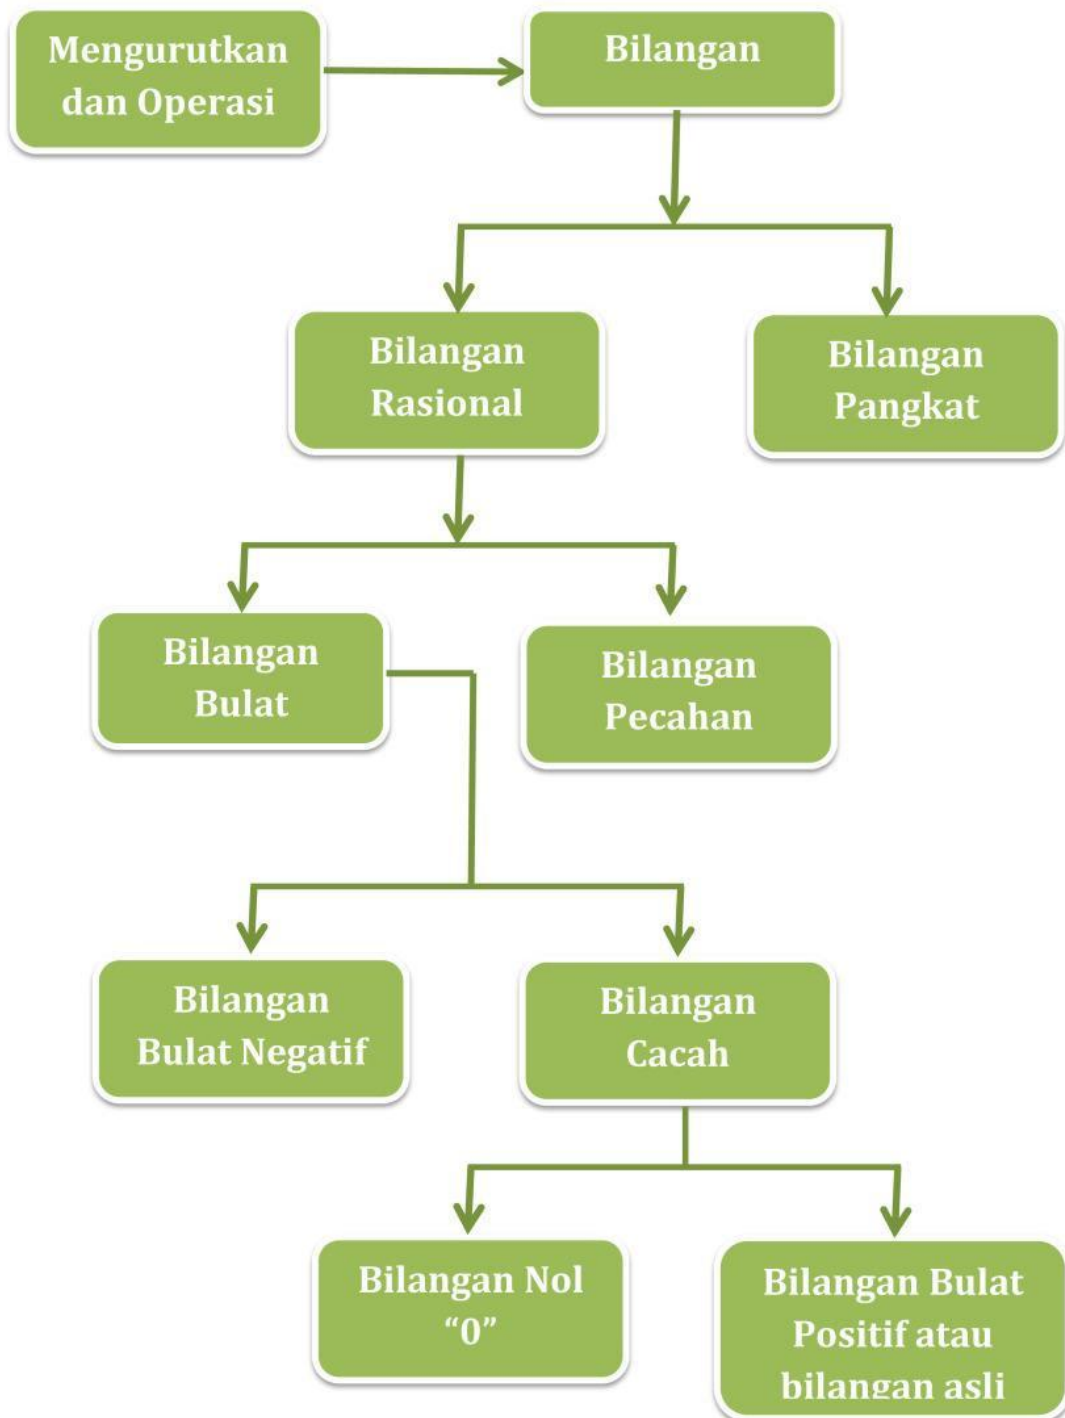 Mengurutkan
dan Operasi
Bilangan
Bilangan
Rasional
Bilangan
Pangkat
Bilangan
Bulat
Bilangan
Pecahan
Bilangan
Bulat Negatif
Bilangan
Cacah
Bilangan Nol
“0”
Bilangan Bulat
Positif atau
bilangan asli